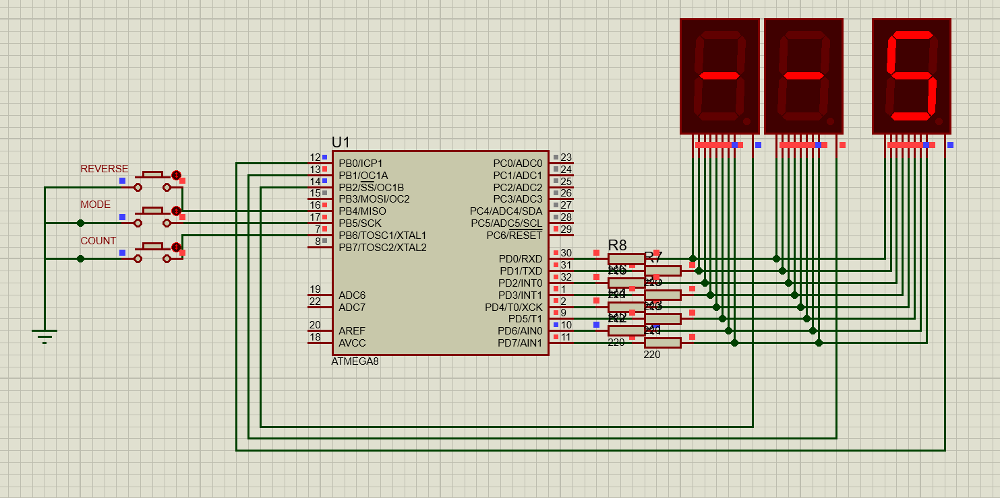 U1
REVERSE
MODE
COUNT
12
13
14
15
16
17
7
8
19
22
20
18
PB0/ICP1
PB1/OC1A
PB2/SS/OC1B
PB3/MOSI/OC2
PB4/MISO
PB5/SCK
PB6/TOSC1/XTAL1
PB7/TOSC2/XTAL2
ADC6
ADC7
AREF
AVCC
PC0/ADC0
PC1/ADC1
PC2/ADC2
PC3/ADC3
PC4/ADC4/SDA
PC5/ADC5/SCL
PC6/RESET
PD0/RXD
PD1/TXD
PD2/INT0
PD3/INT1
PD4/T0/XCK
PD5/T1
PD6/AIN0
PD7/AIN1
23
24
25
26
27
28
29
30
31
32
1
2
9
10
11
ATMEGA8
R8
R7
220
220
- - 5